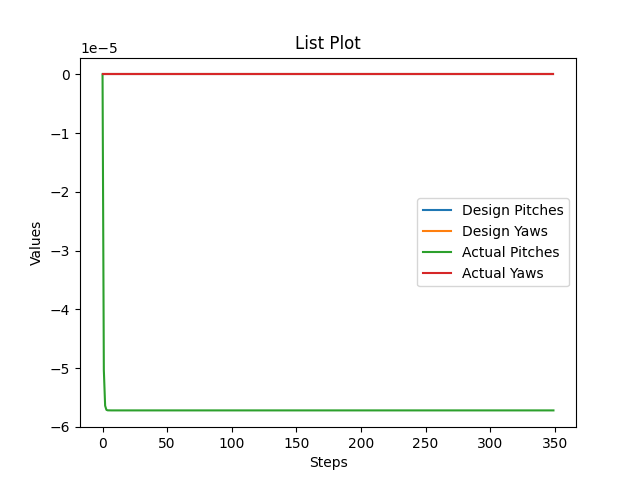 List Plot
1e−5
0
−1
−2
−3
−4
−5
−6
Values
Design Pitches
Design Yaws
Actual Pitches
Actual Yaws
0 50 100 150 200 250 300 350
Steps